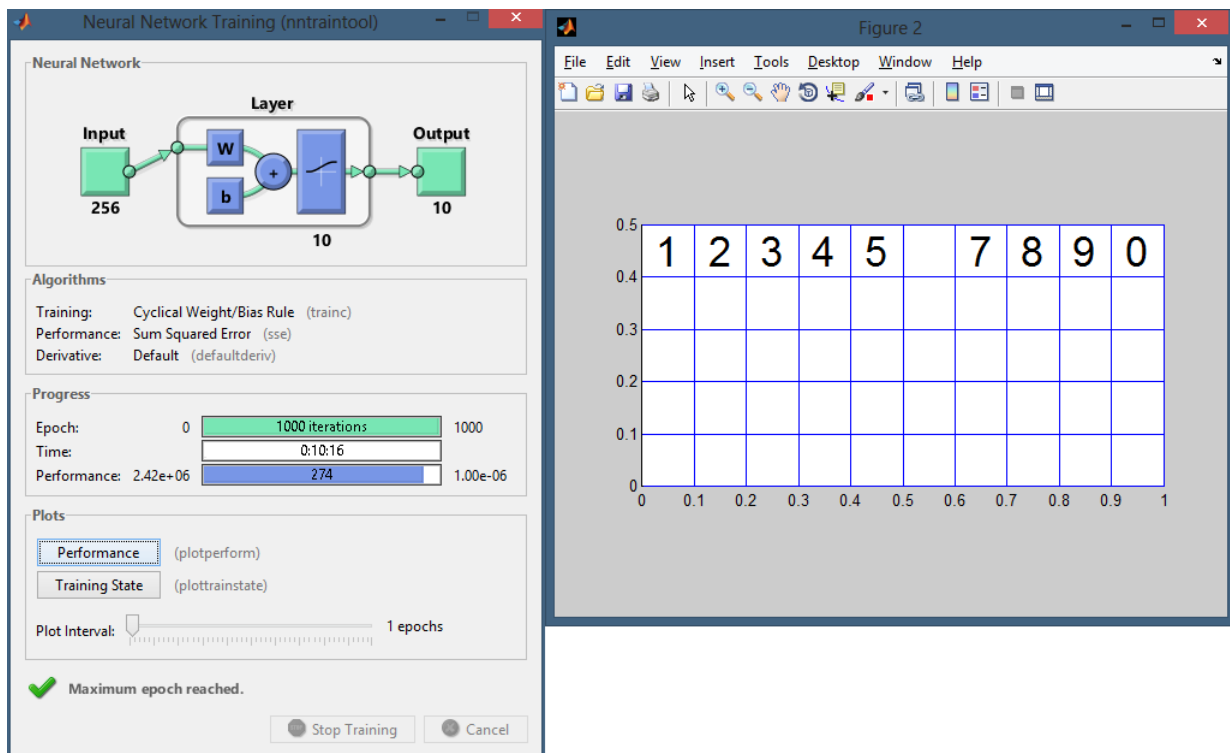 Neural Network Training (nntraintool)
Neural Network
Layer
Input
Output
W
b
+
256
10
10
Algorithms
Training: Cyclical Weight/Bias Rule (trainc)
Performance: Sum Squared Error (sse)
Derivative: Default (defaultderiv)
Progress
Epoch: 0 1000 iterations 1000
Time: 0:10:16
Performance: 2.42e+06 274 1.00e-06
Plots
Performance (plotperform)
Training State (plottrainstate)
Plot Interval: 1 epochs
Maximum epoch reached.
Stop Training Cancel
Figure 2
File Edit View Insert Tools Desktop Window Help
0.5
1 2 3 4 5 7 8 9 0
0.4
0.3
0.2
0.1
0
0 0.1 0.2 0.3 0.4 0.5 0.6 0.7 0.8 0.9 1